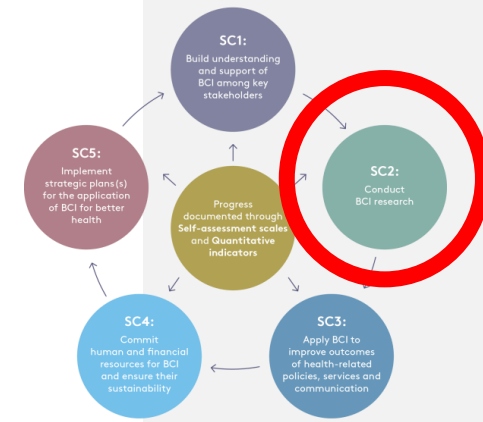 SC1:
Build understanding
and support of
BCI among key
stakeholders
SC2:
Conduct
BCI research
SC3:
Apply BCI to
improve outcomes
of health-related
policies, services and
communication
SC4:
Commit
human and financial
resources for BCI
and ensure their
sustainability
SC5:
Implement
strategic plans(s)
for the application
of BCI for better
health
Progress
documented through
Self-assessment scales
and Quantitative
indicators